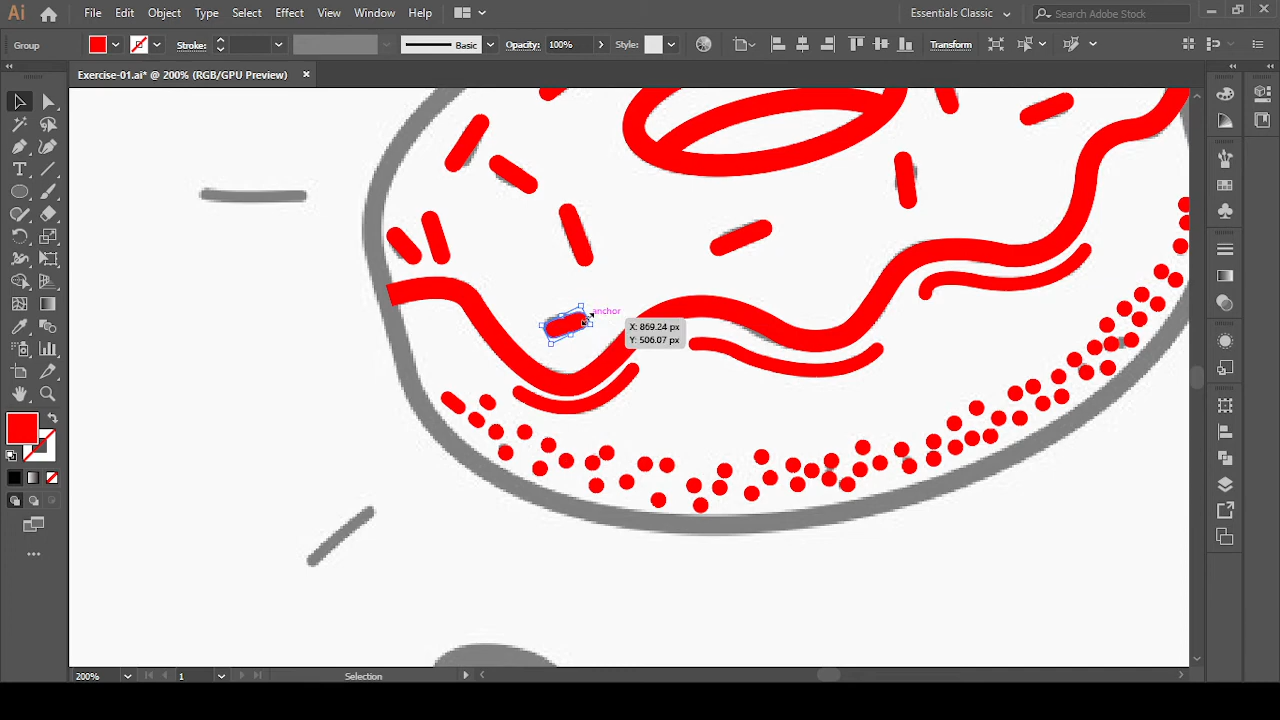 Ai File Edit Object Type Select Effect View Window Help Essentials Classic Search Adobe Stock
Group Stroke: Basic Opacity: 100% Style: Transform
Exercise-01.ai* @ 200% (RGB/GPU Preview)
anchor
X: 869.24 px
Y: 506.07 px
200% 1 Selection